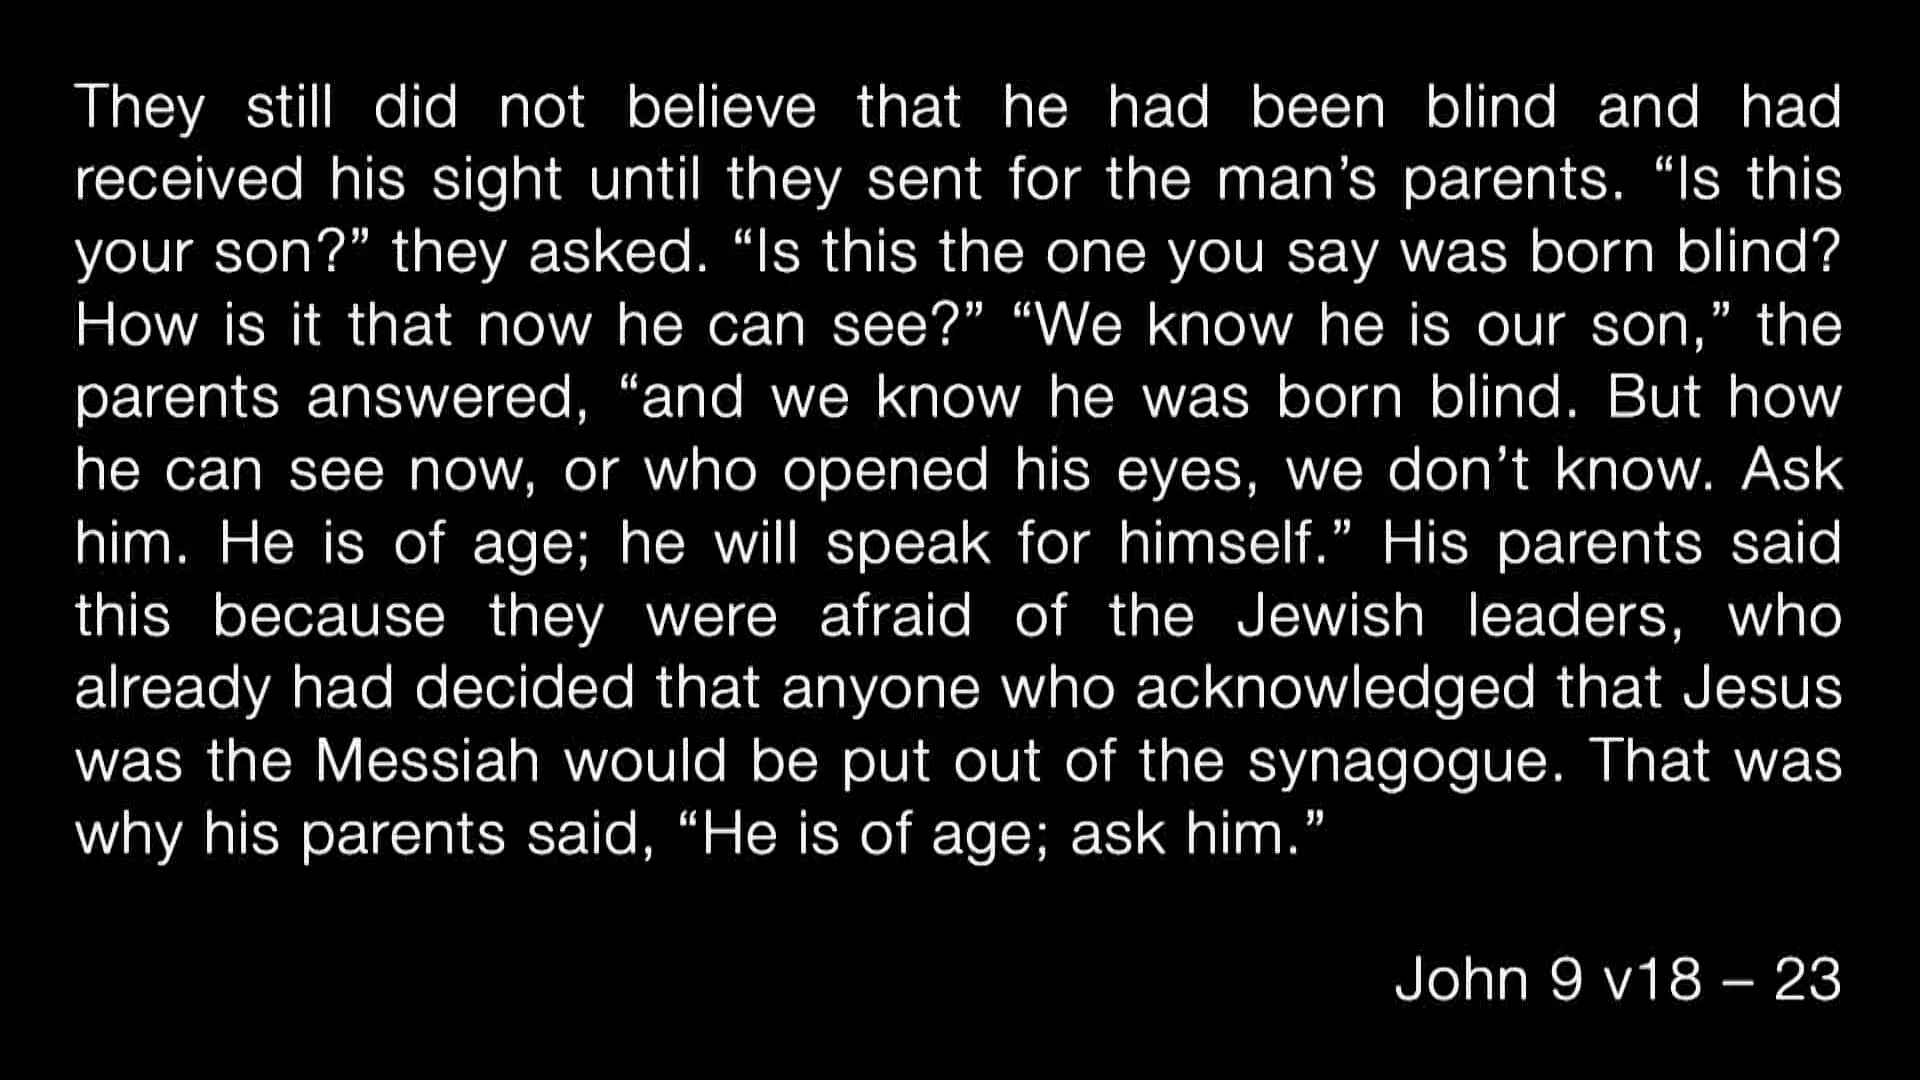 They still did not believe that he had been blind and had
received his sight until they sent for the man’s parents. “Is this
your son?” they asked. “Is this the one you say was born blind?
How is it that now he can see?” “We know he is our son,” the
parents answered, “and we know he was born blind. But how
he can see now, or who opened his eyes, we don’t know. Ask
him. He is of age; he will speak for himself.” His parents said
this because they were afraid of the Jewish leaders, who
already had decided that anyone who acknowledged that Jesus
was the Messiah would be put out of the synagogue. That was
why his parents said, “He is of age; ask him.”
John 9 v18 – 23